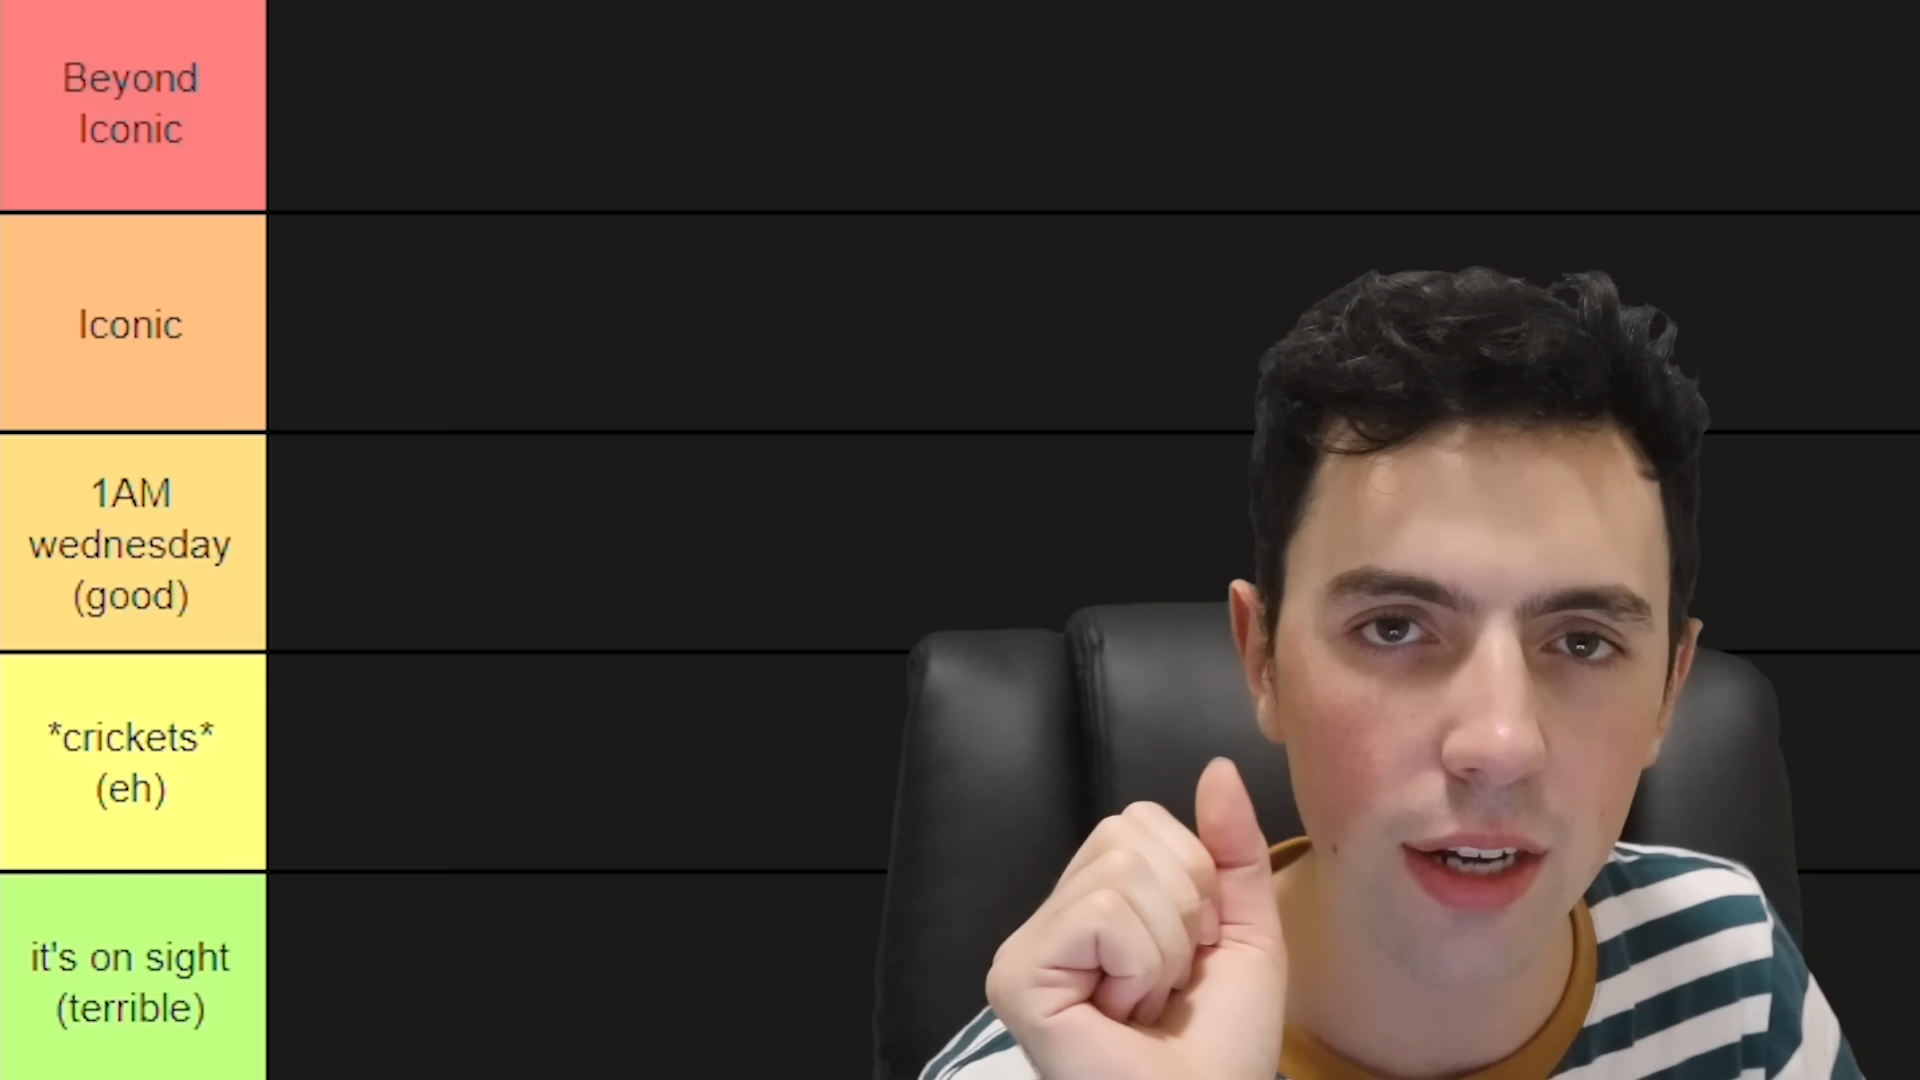 Beyond
Iconic
Iconic
1AM
wednesday
(good)
*crickets*
(eh)
it's on sight
(terrible)